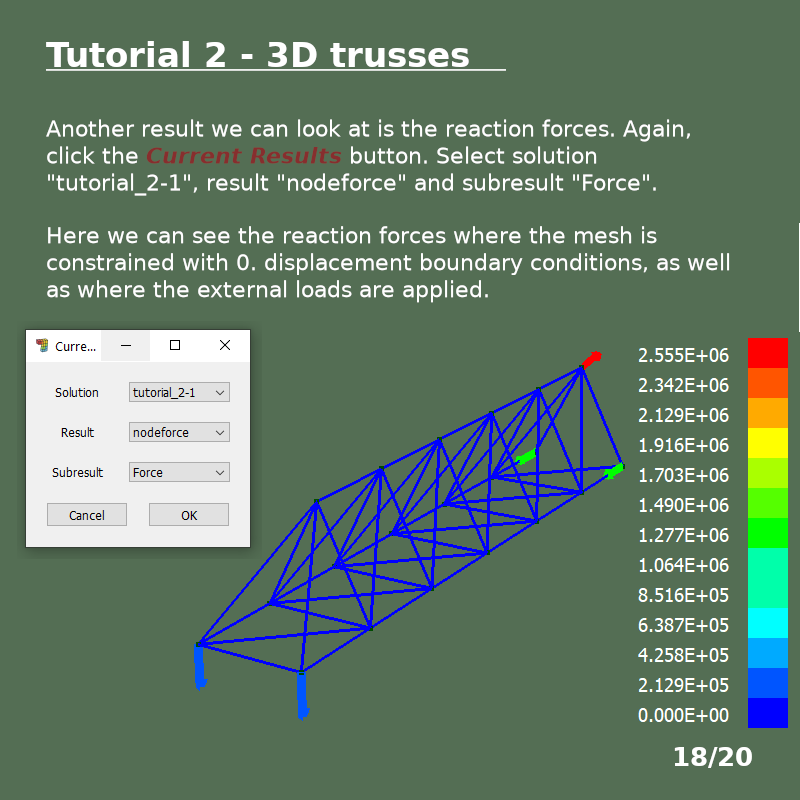 Tutorial 2 - 3D trusses
Another result we can look at is the reaction forces. Again,
click the Current Results button. Select solution
"tutorial_2-1", result "nodeforce" and subresult "Force".
Here we can see the reaction forces where the mesh is
constrained with 0. displacement boundary conditions, as well
as where the external loads are applied.
Curre...
Solution tutorial_2-1
Result nodeforce
Subresult Force
Cancel OK
2.555E+06
2.342E+06
2.129E+06
1.916E+06
1.703E+06
1.490E+06
1.277E+06
1.064E+06
8.516E+05
6.387E+05
4.258E+05
2.129E+05
0.000E+00
18/20